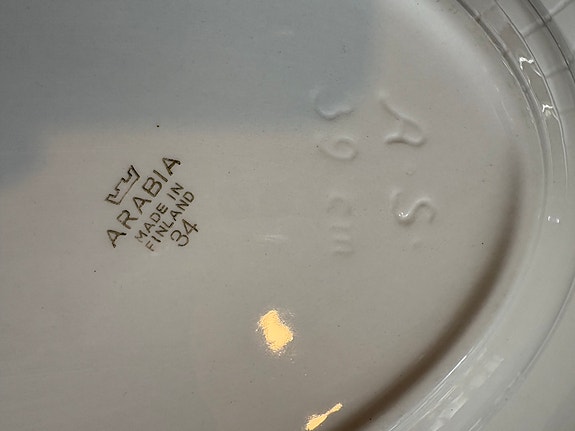 ARABIA
MADE IN
FINLAND
34
A. S.
39 cm